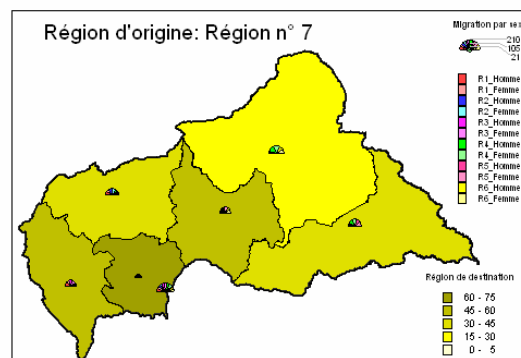 Région d'origine: Région n° 7
Migration par se
210
105
21
R1_Homme
R1_Femme
R2_Homme
R2_Femme
R3_Homme
R3_Femme
R4_Homme
R4_Femme
R5_Homme
R5_Femme
R6_Homme
R6_Femme
Région de destination
60 - 75
45 - 60
30 - 45
15 - 30
0 - 5